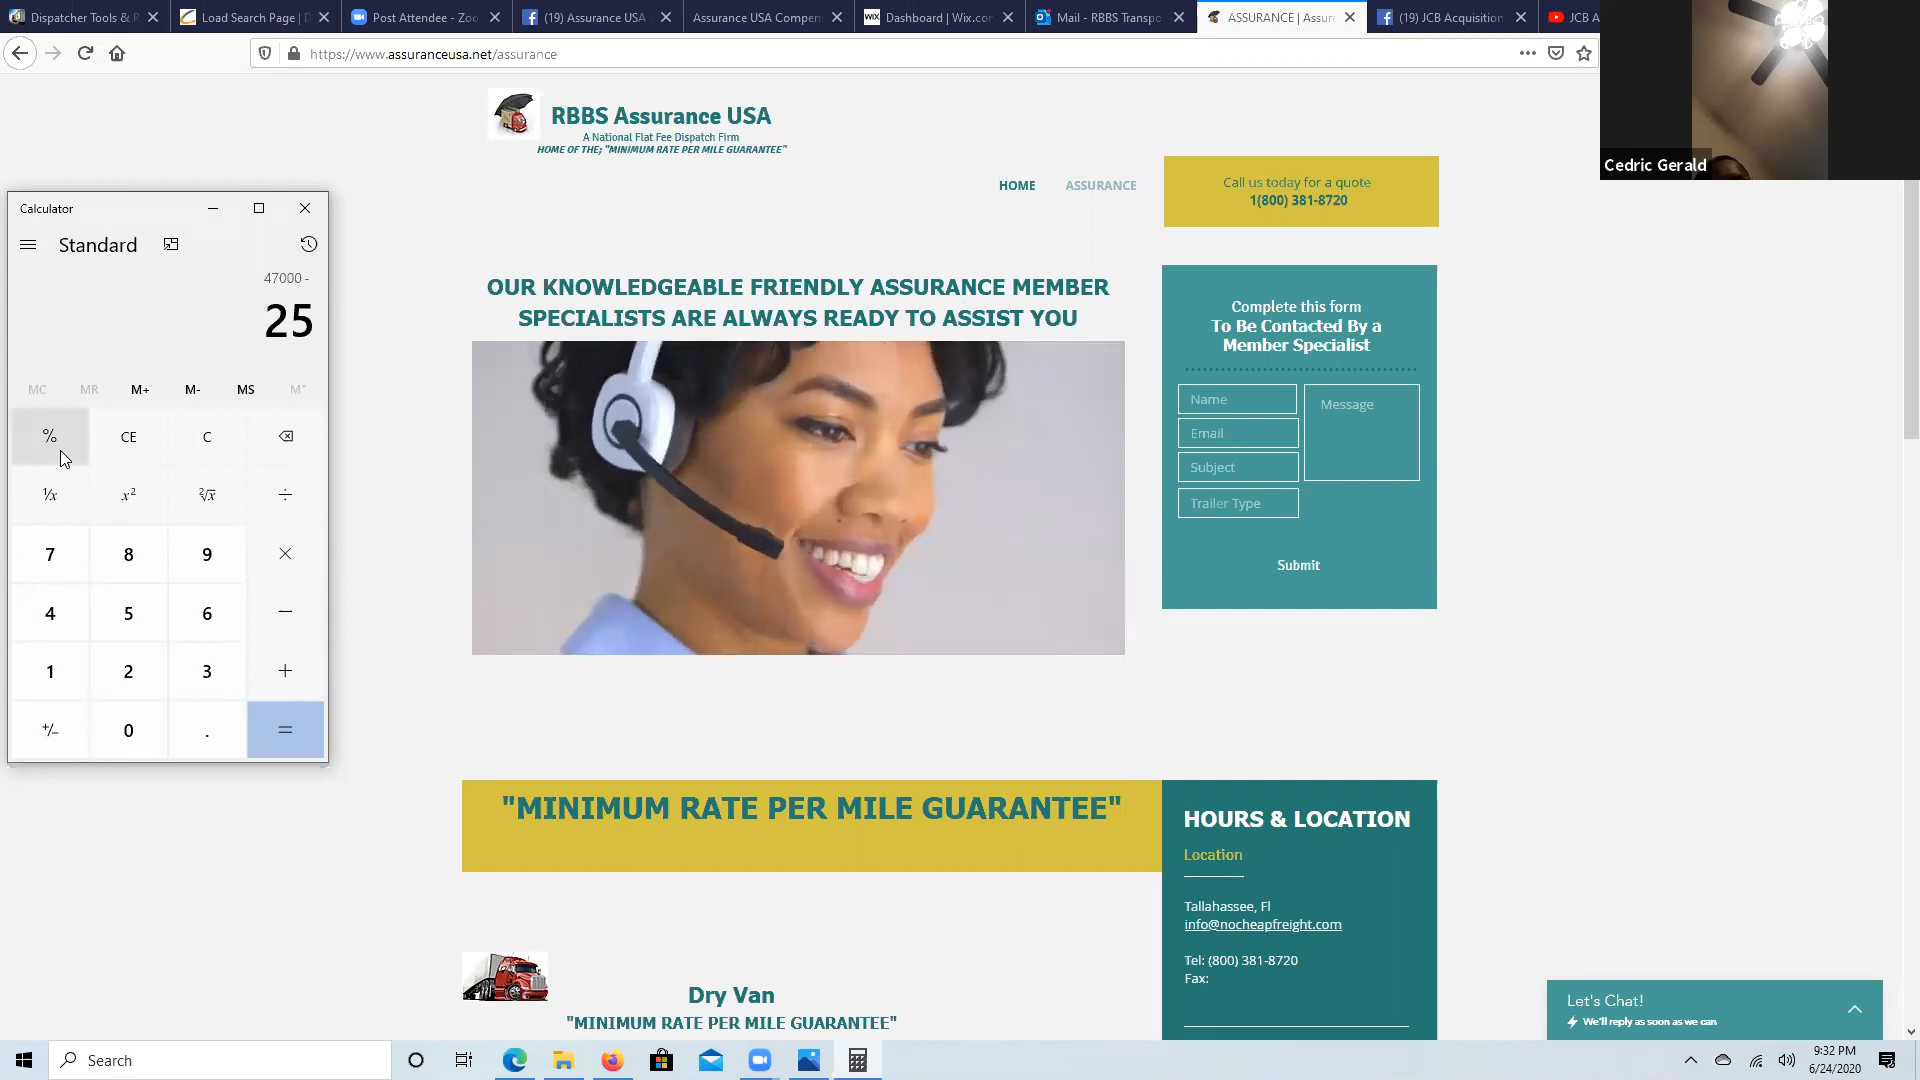 Dispatcher Tools & R
Load Search Page | D
Post Attendee - Zoo
(19) Assurance USA
Assurance USA Compen
Dashboard | Wix.com
Mail - RBBS Transpo
ASSURANCE | Assur
(19) JCB Acquisition
JCB A
https://www.assuranceusa.net/assurance
Cedric Gerald
RBBS Assurance USA
A National Flat Fee Dispatch Firm
HOME OF THE; "MINIMUM RATE PER MILE GUARANTEE"
HOME
ASSURANCE
Call us today for a quote
1(800) 381-8720
Calculator
Standard
47000 -
25
MC MR M+ M- MS
% CE C
1/x x² ²√x ÷
7 8 9 ×
4 5 6 −
1 2 3 +
+/- 0 . =
OUR KNOWLEDGEABLE FRIENDLY ASSURANCE MEMBER
SPECIALISTS ARE ALWAYS READY TO ASSIST YOU
Complete this form
To Be Contacted By a
Member Specialist
Name
Message
Email
Subject
Trailer Type
Submit
"MINIMUM RATE PER MILE GUARANTEE"
HOURS & LOCATION
Location
Tallahassee, Fl
info@nocheapfreight.com
Tel: (800) 381-8720
Fax:
Dry Van
"MINIMUM RATE PER MILE GUARANTEE"
Let's Chat!
We'll reply as soon as we can
Search
9:32 PM
6/24/2020